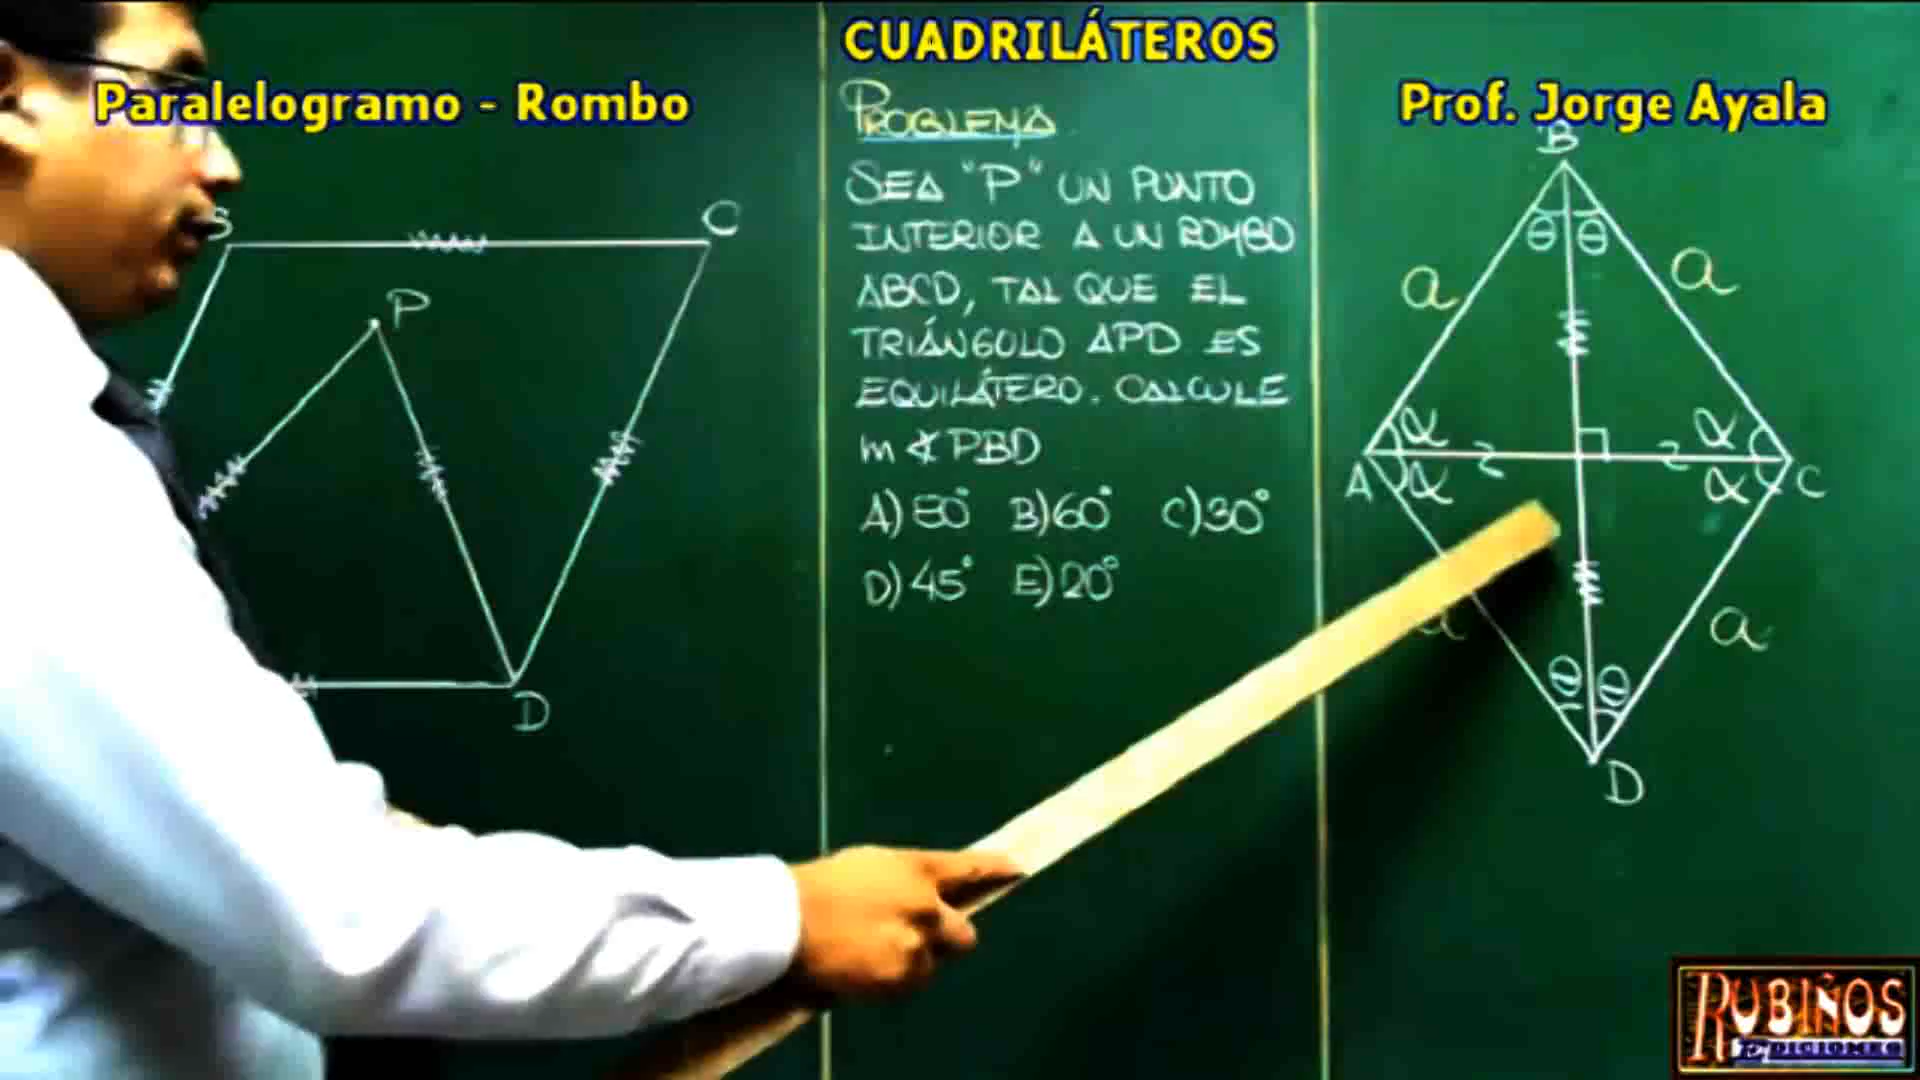 CUADRILÁTEROS
Paralelogramo - Rombo
Prof. Jorge Ayala
PROBLEMA
SEA "P" UN PUNTO
INTERIOR A UN ROMBO
ABCD, TAL QUE EL
TRIÁNGULO APD ES
EQUILÁTERO. CALCULE
m∢PBD
A) 80° B) 60° C) 30°
D) 45° E) 20°
B C
P
D
B
θ θ
a a
α α
A C
α α
a a
θ θ
D
RUBIÑOS
EDICIONES